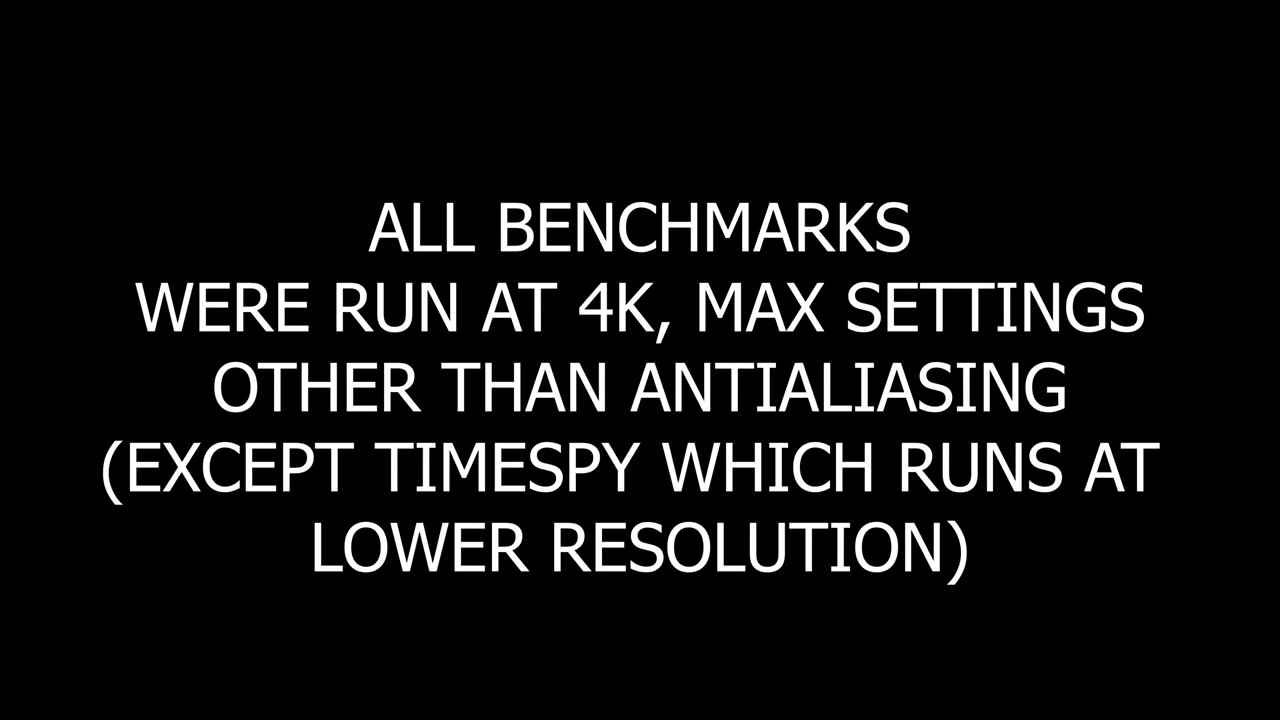 ALL BENCHMARKS
WERE RUN AT 4K, MAX SETTINGS
OTHER THAN ANTIALIASING
(EXCEPT TIMESPY WHICH RUNS AT
LOWER RESOLUTION)